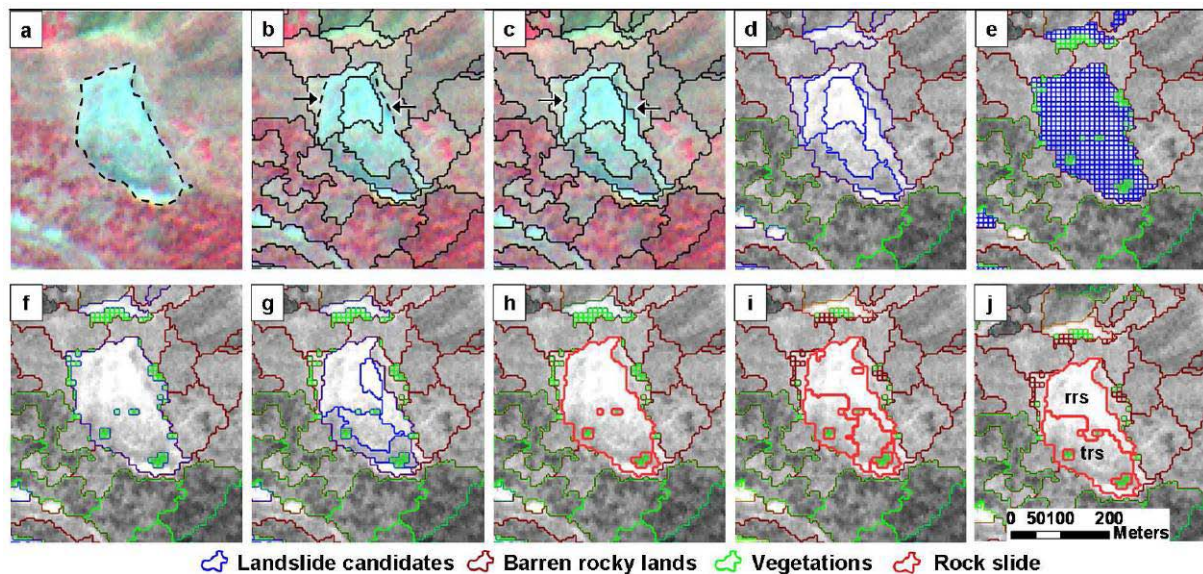 a
b
c
d
e
f
g
h
i
j
rrs
trs
0 50100 200
Meters
Landslide candidates Barren rocky lands Vegetations Rock slide